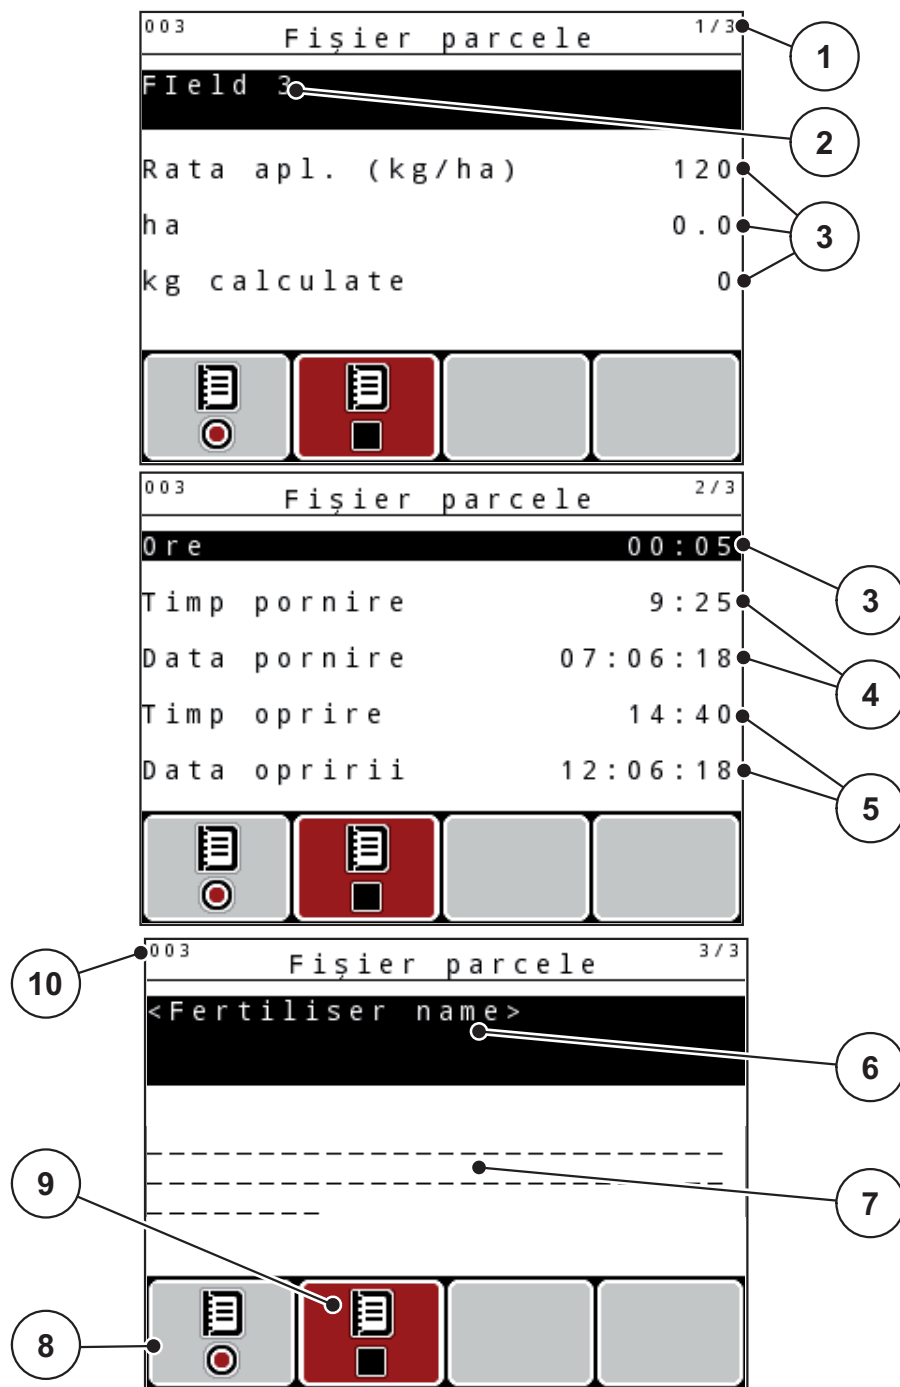 003 Fișier parcele 1/3
1
FIeld 3
2
Rata apl. (kg/ha) 120
ha 0.0
3
kg calculate 0
003 Fișier parcele 2/3
Ore 00:05
3
Timp pornire 9:25
Data pornire 07:06:18
4
Timp oprire 14:40
Data opririi 12:06:18
5
003 Fișier parcele 3/3
10
<Fertiliser name>
6
9
7
8